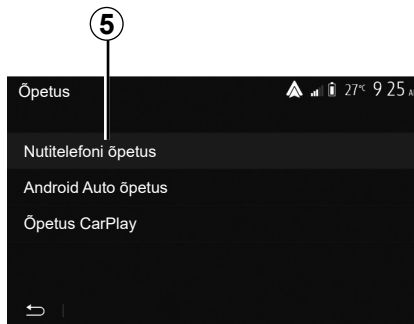 5
Õpetus 27°C 9 25
Nutitelefoni õpetus
Android Auto õpetus
Õpetus CarPlay